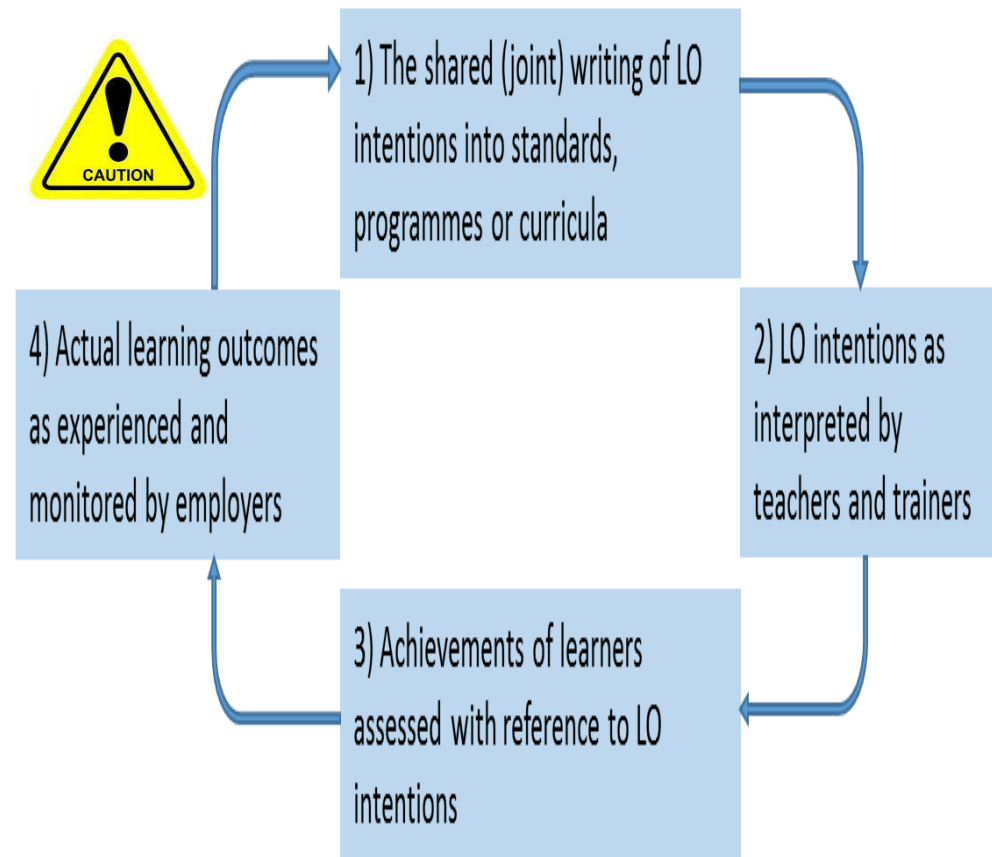 CAUTION
1) The shared (joint) writing of LO
intentions into standards,
programmes or curricula
2) LO intentions as
interpreted by
teachers and trainers
3) Achievements of learners
assessed with reference to LO
intentions
4) Actual learning outcomes
as experienced and
monitored by employers